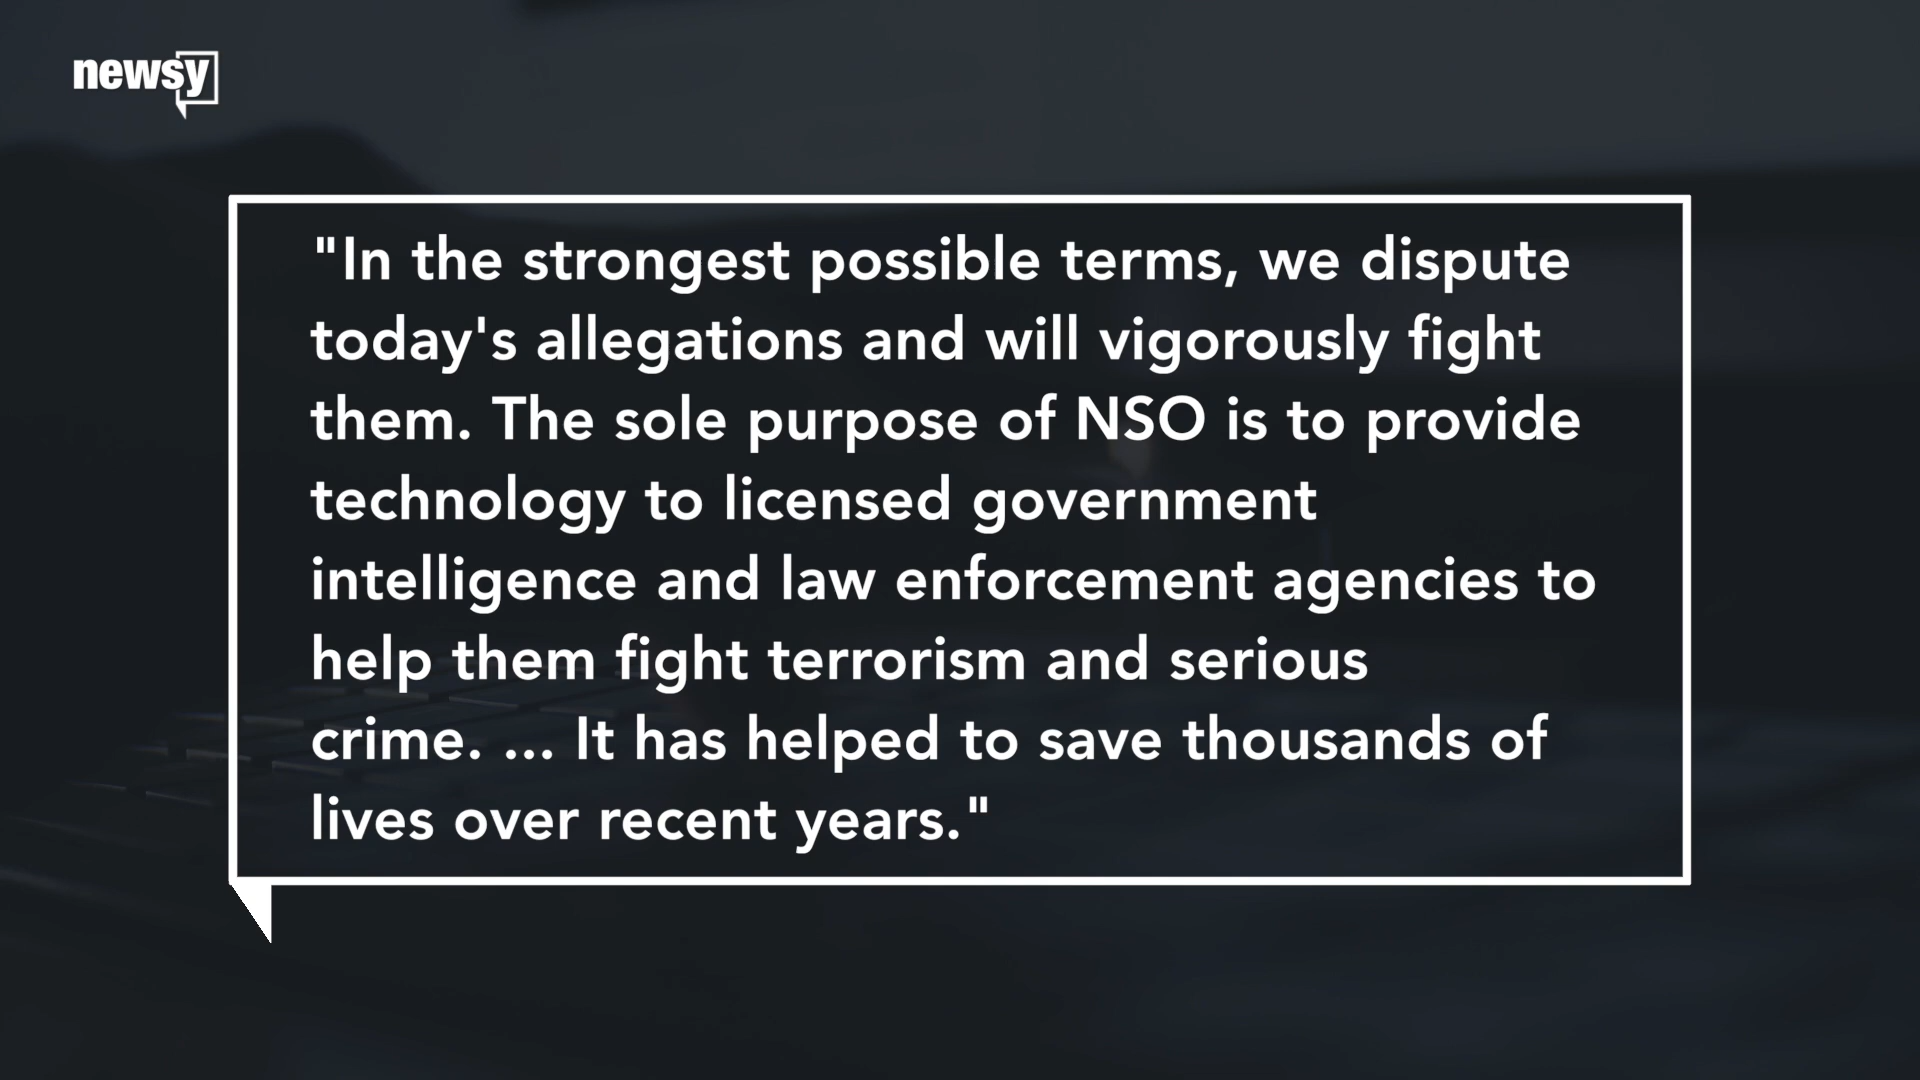 newsy
"In the strongest possible terms, we dispute
today's allegations and will vigorously fight
them. The sole purpose of NSO is to provide
technology to licensed government
intelligence and law enforcement agencies to
help them fight terrorism and serious
crime. ... It has helped to save thousands of
lives over recent years."